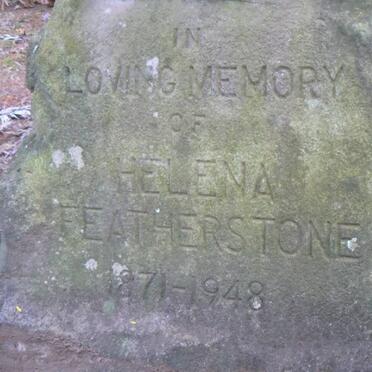 IN
LOVING MEMORY
OF
HELENA
FEATHERSTONE
1871-1948